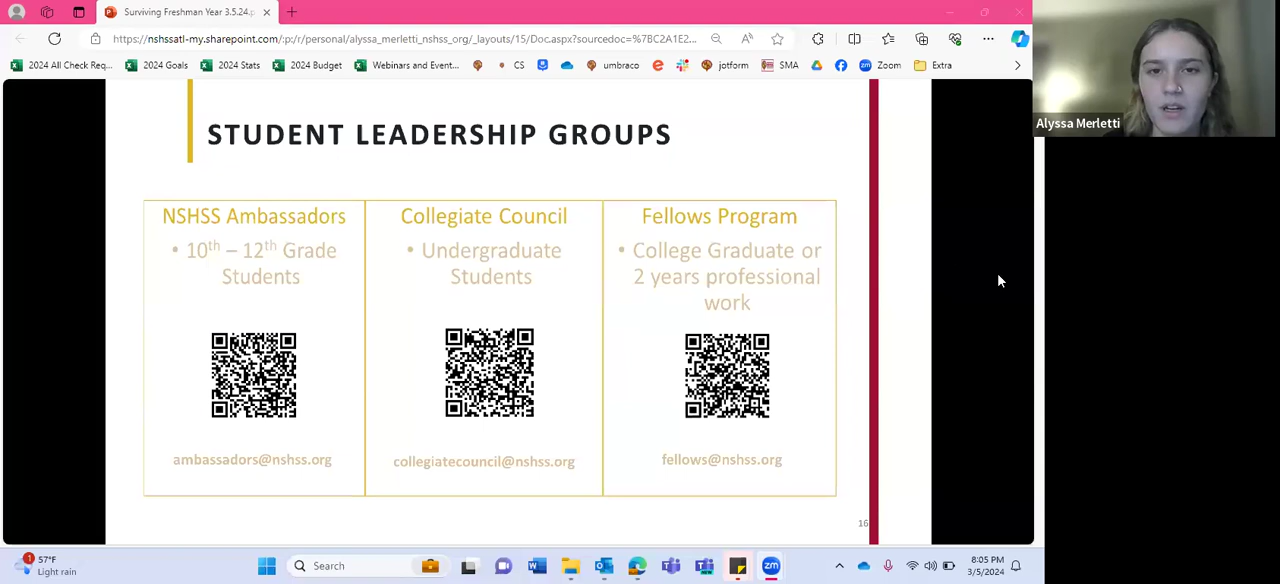 Surviving Freshman Year 3.5.24.p
https://nshssatl-my.sharepoint.com/:p:/r/personal/alyssa_merletti_nshss_org/_layouts/15/Doc.aspx?sourcedoc=%7BC2A1E2...
2024 All Check Req... 2024 Goals 2024 Stats 2024 Budget Webinars and Event... CS umbraco jotform SMA Zoom Extra
Alyssa Merletti
STUDENT LEADERSHIP GROUPS
NSHSS Ambassadors
• 10th – 12th Grade
Students
ambassadors@nshss.org
Collegiate Council
• Undergraduate
Students
collegiatecouncil@nshss.org
Fellows Program
• College Graduate or
2 years professional
work
fellows@nshss.org
16
1
57°F
Light rain
Search
zm
8:05 PM
3/5/2024